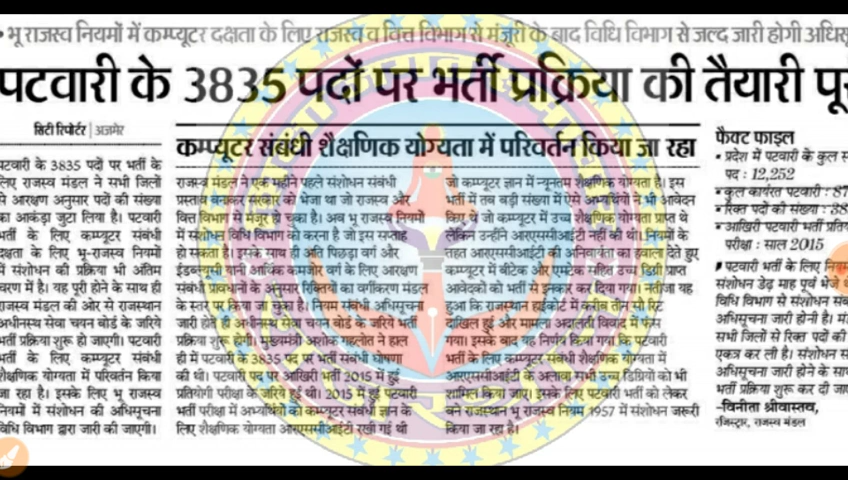 • भू राजस्व नियमों में कम्प्यूटर दक्षता के लिए राजस्व व वित्त विभाग से मंजूरी के बाद विधि विभाग से जल्द जारी होगी
पटवारी के 3835 पदों पर भर्ती प्रक्रिया की तैयारी
सिटी रिपोर्टर | अजमेर
पटवारी के 3835 पदों पर भर्ती के
लिए राजस्व मंडल ने सभी जिलों
से आरक्षण अनुसार पदों की संख्या
का आंकड़ा जुटा लिया है। पटवारी
भर्ती के लिए कम्प्यूटर संबंधी
दक्षता के लिए भू-राजस्व नियमों
में संशोधन की प्रक्रिया भी अंतिम
चरण में है। यह पूरी होने के साथ ही
राजस्व मंडल की ओर से राजस्थान
अधीनस्थ सेवा चयन बोर्ड के जरिये
भर्ती प्रक्रिया शुरू हो जाएगी। पटवारी
भर्ती के लिए कम्प्यूटर संबंधी
शैक्षणिक योग्यता में परिवर्तन किया
जा रहा है। इसके लिए भू राजस्व
नियमों में संशोधन की अधिसूचना
विधि विभाग द्वारा जारी की जाएगी।
कम्प्यूटर संबंधी शैक्षणिक योग्यता में परिवर्तन किया जा रहा
राजस्व मंडल ने एक महीने पहले संशोधन संबंधी
प्रस्ताव बनाकर सरकार को भेजा था जो राजस्व और
वित्त विभाग से मंजूर हो चुका है। अब भू राजस्व नियमों
में संशोधन विधि विभाग को करना है जो इस सप्ताह
हो सकता है। इसके साथ ही अति पिछड़ा वर्ग और
ईडब्ल्यूसी यानी आर्थिक कमजोर वर्ग के लिए आरक्षण
संबंधी प्रावधानों के अनुसार रिक्तियों का वर्गीकरण मंडल
के स्तर पर किया जा चुका है। नियम संबंधी अधिसूचना
जारी होते ही अधीनस्थ सेवा चयन बोर्ड के जरिये भर्ती
प्रक्रिया शुरू होगी। मुख्यमंत्री अशोक गहलोत ने हाल
ही में पटवारी के 3835 पद पर भर्ती संबंधी घोषणा
की थी। पटवारी पद पर आखिरी भर्ती 2015 में हुई
प्रतियोगी परीक्षा के जरिये हुई थी। 2015 में हुई पटवारी
भर्ती परीक्षा में अभ्यर्थियों को कम्प्यूटर संबंधी ज्ञान के
लिए शैक्षणिक योग्यता आरएससीआईटी रखी गई थी
जो कम्प्यूटर ज्ञान में न्यूनतम शैक्षणिक योग्यता है। इस
भर्ती में तब बड़ी संख्या में ऐसे अभ्यर्थियों ने भी आवेदन
किए थे जो कम्प्यूटर में उच्च शैक्षणिक योग्यता प्राप्त थे
लेकिन उन्होंने आरएससीआईटी नहीं की थी। नियमों के
तहत आरएससीआईटी की अनिवार्यता का हवाला देते हुए
कम्प्यूटर में बीटेक और एमटेक सहित उच्च डिग्री प्राप्त
आवेदकों को भर्ती से इनकार कर दिया गया। नतीजा यह
हुआ कि राजस्थान हाईकोर्ट में करीब तीन सौ रिट
दाखिल हुई और मामला अदालती विवाद में फंस
गया। इसके बाद यह निर्णय किया गया कि पटवारी
भर्ती के लिए कम्प्यूटर संबंधी शैक्षणिक योग्यता में
आरएससीआईटी के अलावा सभी उच्च डिग्रियों को भी
शामिल किया जाए। इसके लिए पटवारी भर्ती को लेकर
बने राजस्थान भू राजस्व नियम 1957 में संशोधन जरूरी
किया जा रहा है।
फैक्ट फाइल
• प्रदेश में पटवारी के कुल
पद : 12,252
• कुल कार्यरत पटवारी :
• रिक्त पदों की संख्या :
• आखिरी पटवारी भर्ती
परीक्षा : साल 2015
पटवारी भर्ती के लिए
संशोधन डेढ़ माह पूर्व भेजे
विधि विभाग से संशोधन
अधिसूचना जारी होनी है।
सभी जिलों से रिक्त पदों की
एकत्र कर ली है। संशोधन
अधिसूचना जारी होने के
भर्ती प्रक्रिया शुरू कर दी
-विनीता श्रीवास्तव,
रजिस्ट्रार, राजस्व मंडल